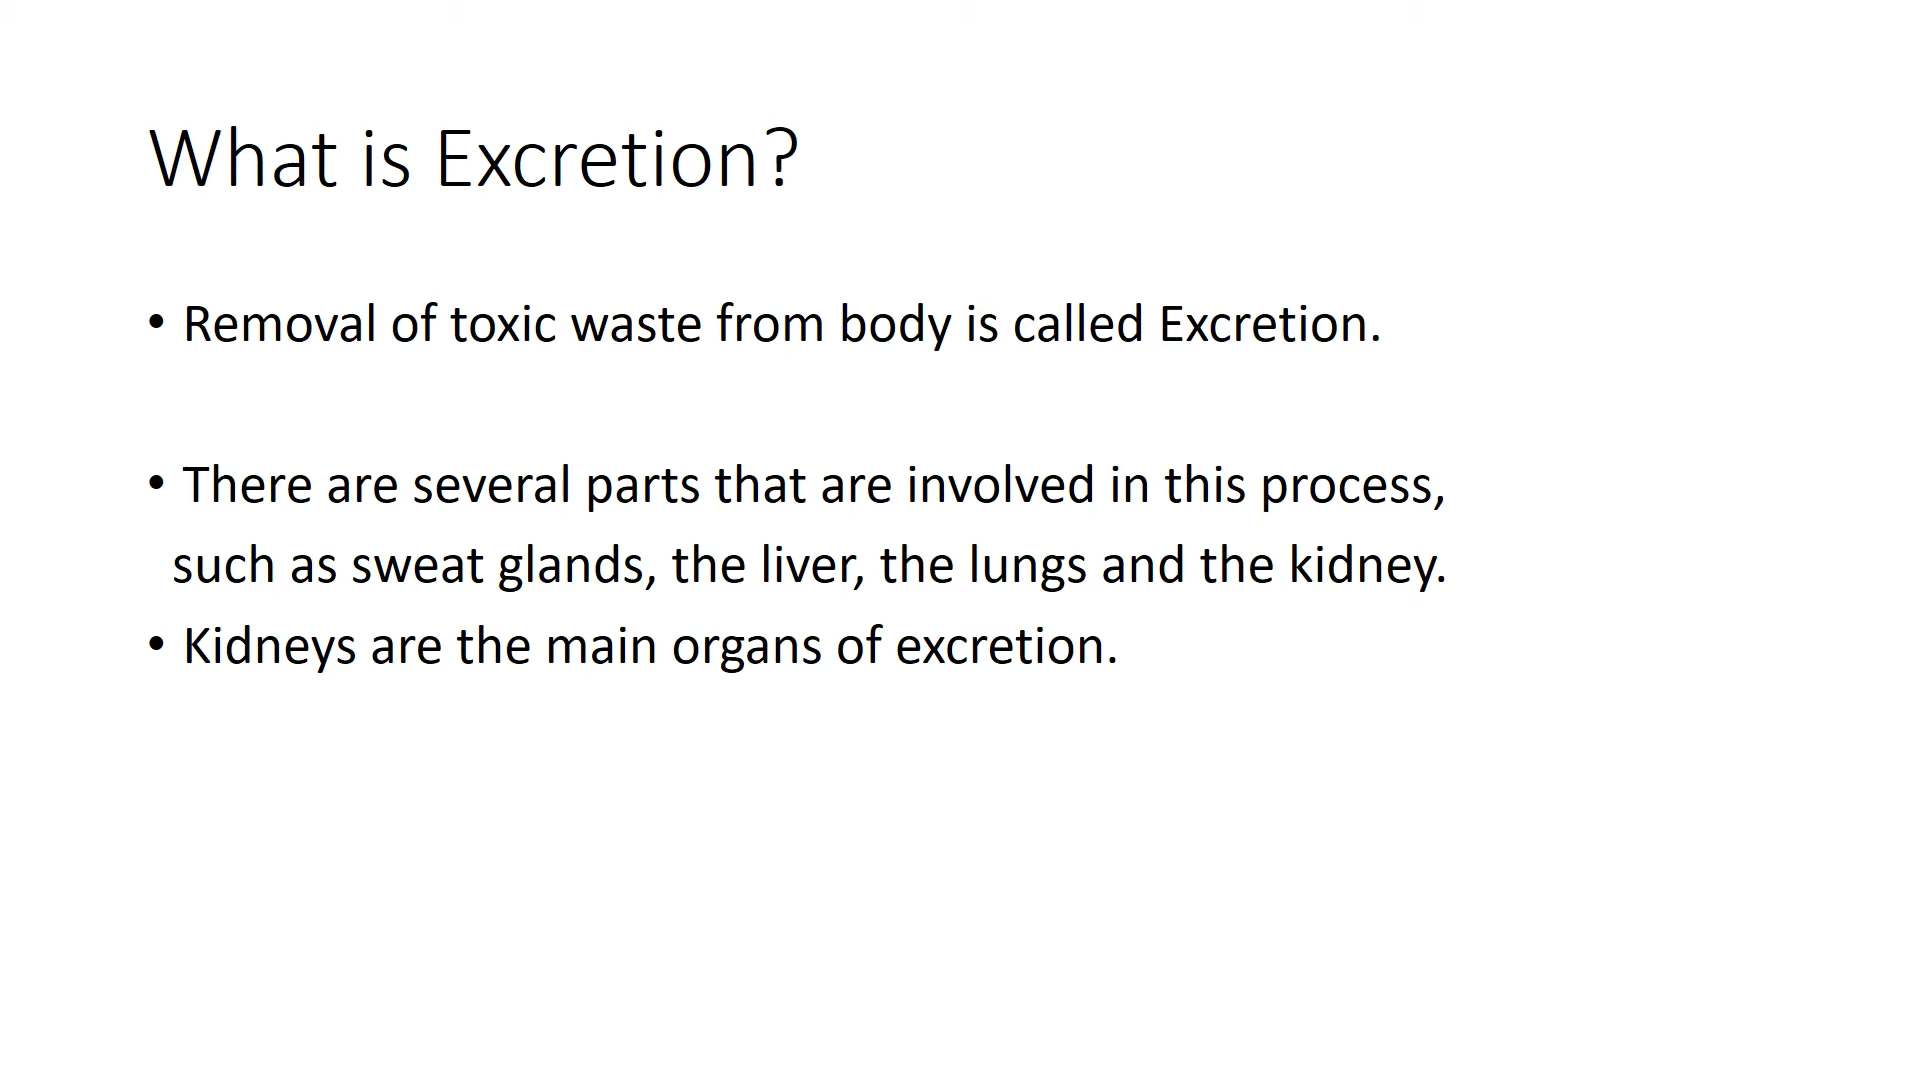 What is Excretion?
• Removal of toxic waste from body is called Excretion.
• There are several parts that are involved in this process,
such as sweat glands, the liver, the lungs and the kidney.
• Kidneys are the main organs of excretion.